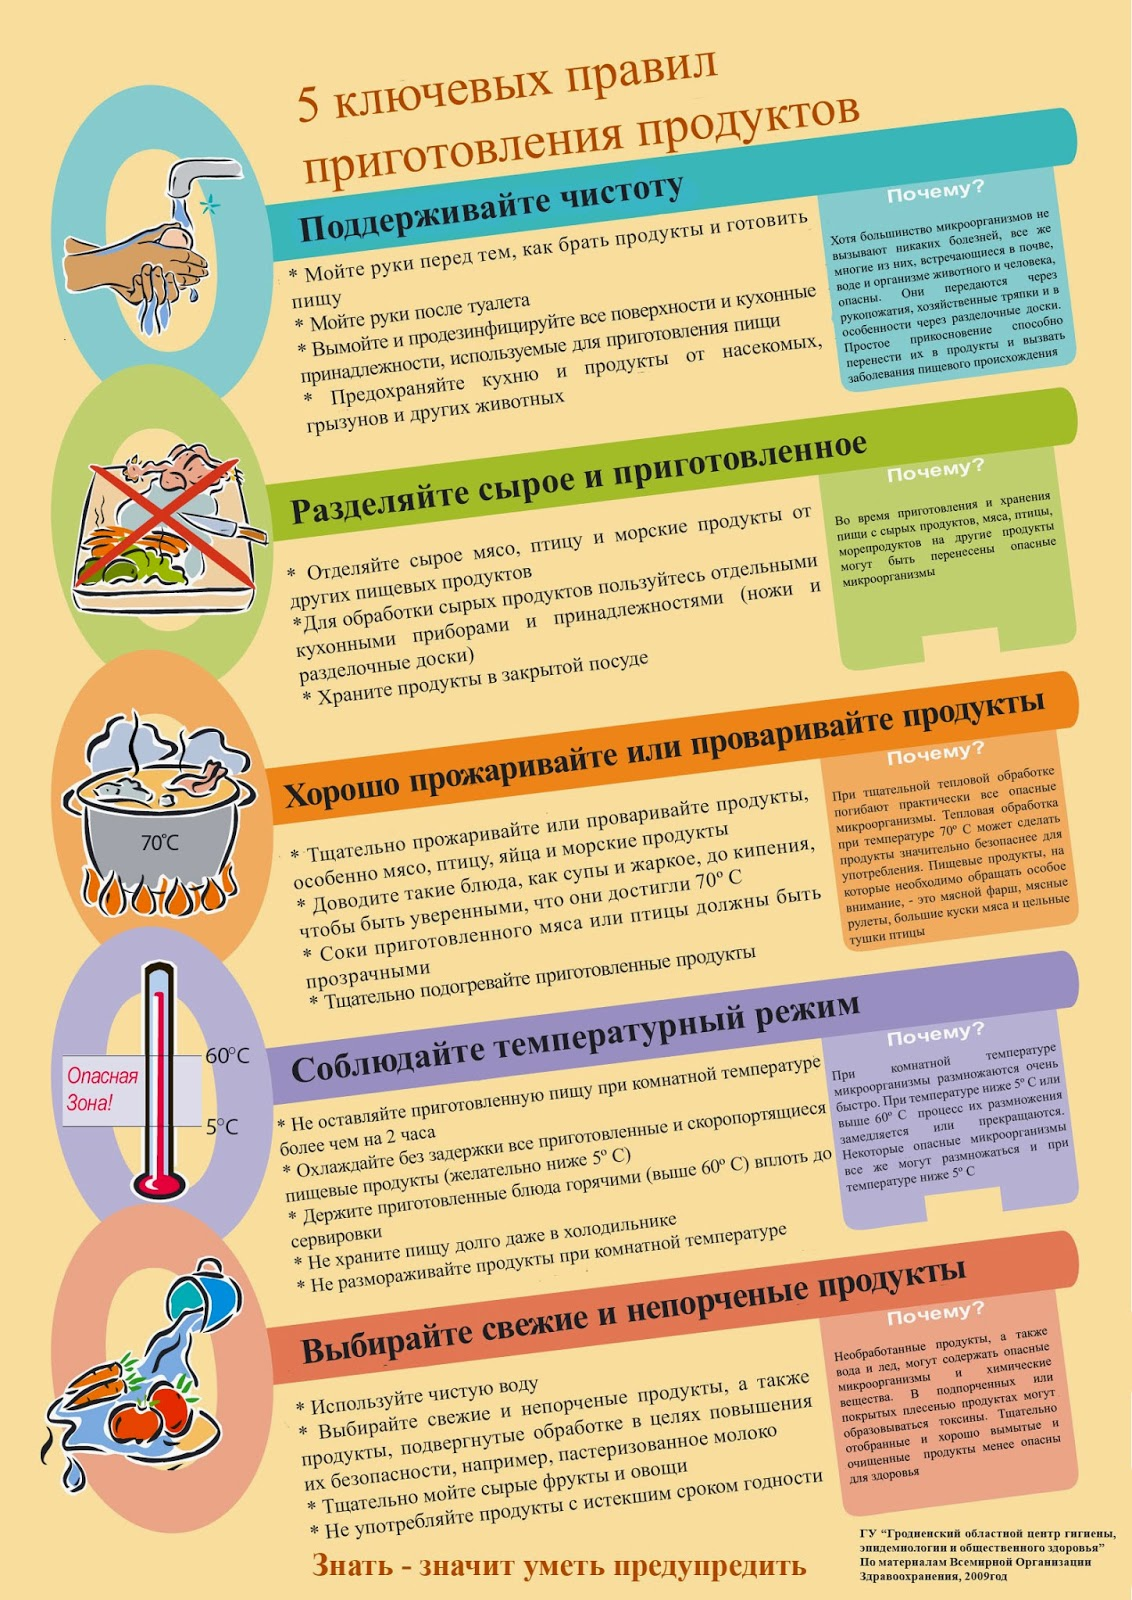 5 ключевых правил
приготовления продуктов
Поддерживайте чистоту
* Мойте руки перед тем, как брать продукты и готовить
пищу
* Мойте руки после туалета
* Вымойте и продезинфицируйте все поверхности и кухонные
принадлежности, используемые для приготовления пищи
* Предохраняйте кухню и продукты от насекомых,
грызунов и других животных
Почему?
Хотя большинство микроорганизмов не
вызывают никаких болезней, все же
многие из них, встречающиеся в почве,
воде и организме животного и человека,
опасны. Они передаются через
рукопожатия, хозяйственные тряпки и в
особенности через разделочные доски.
Простое прикосновение способно
перенести их в продукты и вызвать
заболевания пищевого происхождения
Разделяйте сырое и приготовленное
* Отделяйте сырое мясо, птицу и морские продукты от
других пищевых продуктов
*Для обработки сырых продуктов пользуйтесь отдельными
кухонными приборами и принадлежностями (ножи и
разделочные доски)
* Храните продукты в закрытой посуде
Почему?
Во время приготовления и хранения
пищи с сырых продуктов, мяса, птицы,
морепродуктов на другие продукты
могут быть перенесены опасные
микроорганизмы
70°C
Хорошо прожаривайте или проваривайте продукты
* Тщательно прожаривайте или проваривайте продукты,
особенно мясо, птицу, яйца и морские продукты
* Доводите такие блюда, как супы и жаркое, до кипения,
чтобы быть уверенными, что они достигли 70º С
* Соки приготовленного мяса или птицы должны быть
прозрачными
* Тщательно подогревайте приготовленные продукты
Почему?
При тщательной тепловой обработке
погибают практически все опасные
микроорганизмы. Тепловая обработка
при температуре 70º С может сделать
продукты значительно безопаснее для
употребления. Пищевые продукты, на
которые необходимо обращать особое
внимание, - это мясной фарш, мясные
рулеты, большие куски мяса и цельные
тушки птицы
60°C
Опасная
Зона!
5°C
Соблюдайте температурный режим
* Не оставляйте приготовленную пищу при комнатной температуре
более чем на 2 часа
* Охлаждайте без задержки все приготовленные и скоропортящиеся
пищевые продукты (желательно ниже 5º С)
* Держите приготовленные блюда горячими (выше 60º С) вплоть до
сервировки
* Не храните пищу долго даже в холодильнике
* Не размораживайте продукты при комнатной температуре
Почему?
При комнатной температуре
микроорганизмы размножаются очень
быстро. При температуре ниже 5º С или
выше 60º С процесс их размножения
замедляется или прекращаются.
Некоторые опасные микроорганизмы
все же могут размножаться и при
температуре ниже 5º С
Выбирайте свежие и непорченые продукты
* Используйте чистую воду
* Выбирайте свежие и непорченые продукты, а также
продукты, подвергнутые обработке в целях повышения
их безопасности, например, пастеризованное молоко
* Тщательно мойте сырые фрукты и овощи
* Не употребляйте продукты с истекшим сроком годности
Почему?
Необработанные продукты, а также
вода и лед, могут содержать опасные
микроорганизмы и химические
вещества. В подпорченных или
покрытых плесенью продуктах могут
образовываться токсины. Тщательно
отобранные и хорошо вымытые и
очищенные продукты менее опасны
для здоровья
Знать - значит уметь предупредить
ГУ “Гродненский областной центр гигиены,
эпидемиологии и общественного здоровья”
По материалам Всемирной Организации
Здравоохранения, 2009год